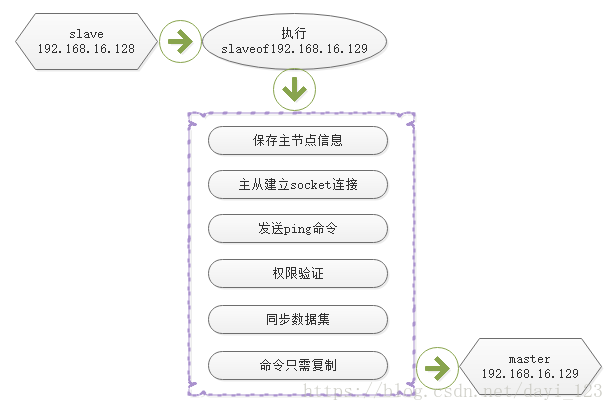 slave
192.168.16.128
执行
slaveof192.168.16.129
保存主节点信息
主从建立socket连接
发送ping命令
权限验证
同步数据集
命令只需复制
master
192.168.16.129
https://blog.csdn.net/dayi_123